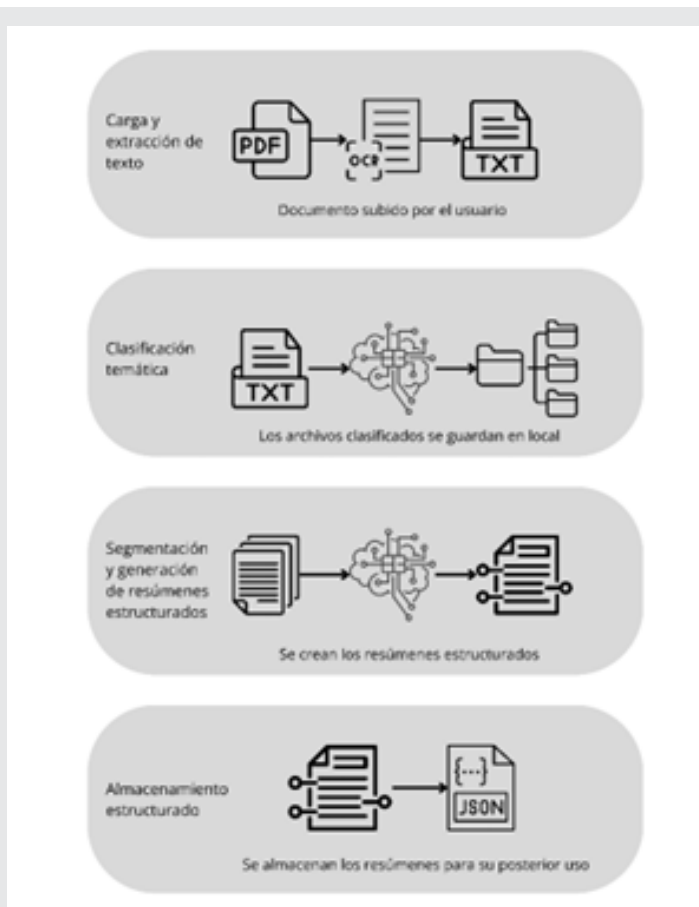 Carga y
extracción de
texto
PDF
OCR
TXT
Documento subido por el usuario
Clasificación
temática
TXT
Los archivos clasificados se guardan en local
Segmentación
y generación
de resúmenes
estructurados
Se crean los resúmenes estructurados
Almacenamiento
estructurado
{---}
JSON
Se almacenan los resúmenes para su posterior uso